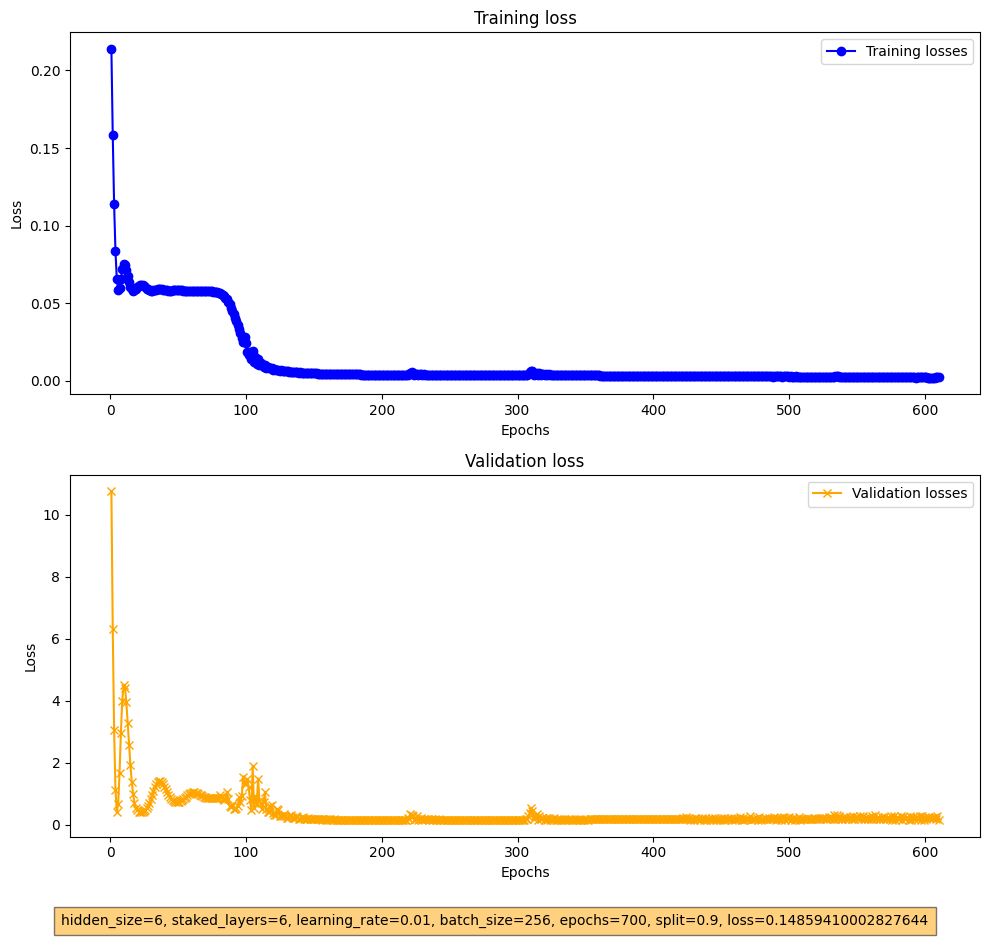 Training loss
Training losses
0.20
0.15
0.10
0.05
0.00
Loss
0 100 200 300 400 500 600
Epochs
Validation loss
Validation losses
10
8
6
4
2
0
Loss
0 100 200 300 400 500 600
Epochs
hidden_size=6, staked_layers=6, learning_rate=0.01, batch_size=256, epochs=700, split=0.9, loss=0.14859410002827644